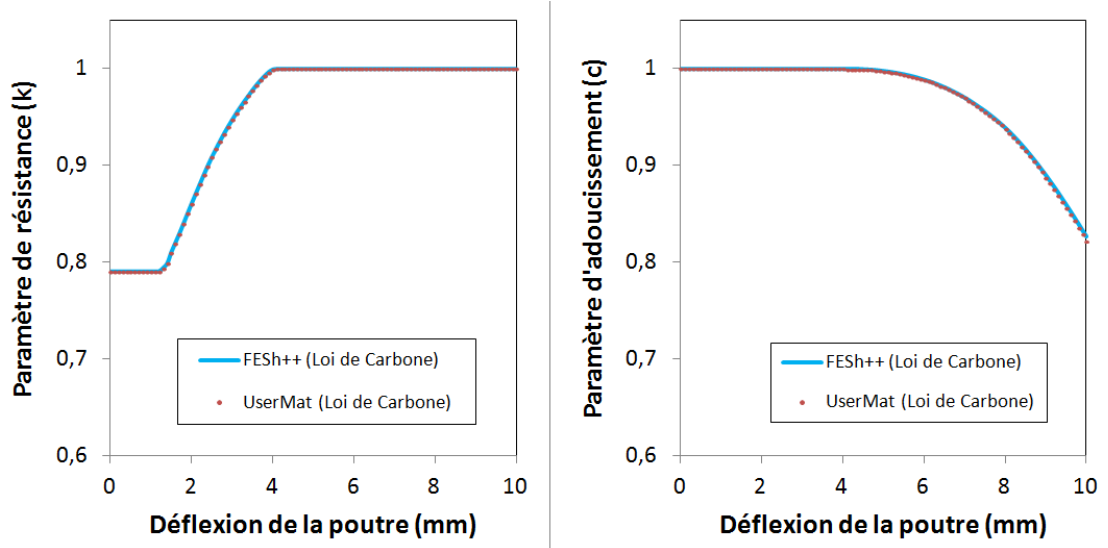 Paramètre de résistance (k)
1
0,9
0,8
0,7
0,6
0
2
4
6
8
10
FESh++ (Loi de Carbone)
UserMat (Loi de Carbone)
Déflexion de la poutre (mm)
Paramètre d'adoucissement (c)
1
0,9
0,8
0,7
0,6
0
2
4
6
8
10
FESh++ (Loi de Carbone)
UserMat (Loi de Carbone)
Déflexion de la poutre (mm)